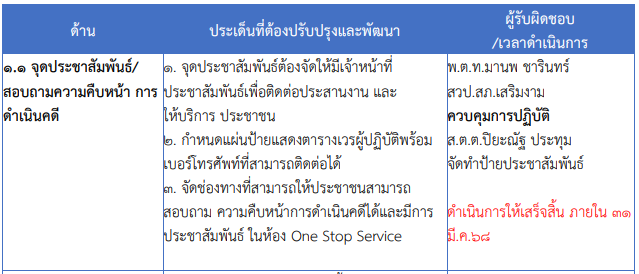 ด้าน
ประเด็นที่ต้องปรับปรุงและพัฒนา
ผู้รับผิดชอบ
/เวลาดำเนินการ
๑.๑ จุดประชาสัมพันธ์/
สอบถามความคืบหน้า การ
ดำเนินคดี
๑. จุดประชาสัมพันธ์ต้องจัดให้มีเจ้าหน้าที่
ประชาสัมพันธ์เพื่อติดต่อประสานงาน และ
ให้บริการ ประชาชน
๒. กำหนดแผ่นป้ายแสดงตารางเวรผู้ปฏิบัติพร้อม
เบอร์โทรศัพท์ที่สามารถติดต่อได้
๓. จัดช่องทางที่สามารถให้ประชาชนสามารถ
สอบถาม ความคืบหน้าการดำเนินคดีได้และมีการ
ประชาสัมพันธ์ ในห้อง One Stop Service
พ.ต.ท.มานพ ชารินทร์
สวป.สภ.เสริมงาม
ควบคุมการปฏิบัติ
ส.ต.ต.ปิยะณัฐ ประทุม
จัดทำป้ายประชาสัมพันธ์
ดำเนินการให้เสร็จสิ้น ภายใน ๓๑
มี.ค.๖๘